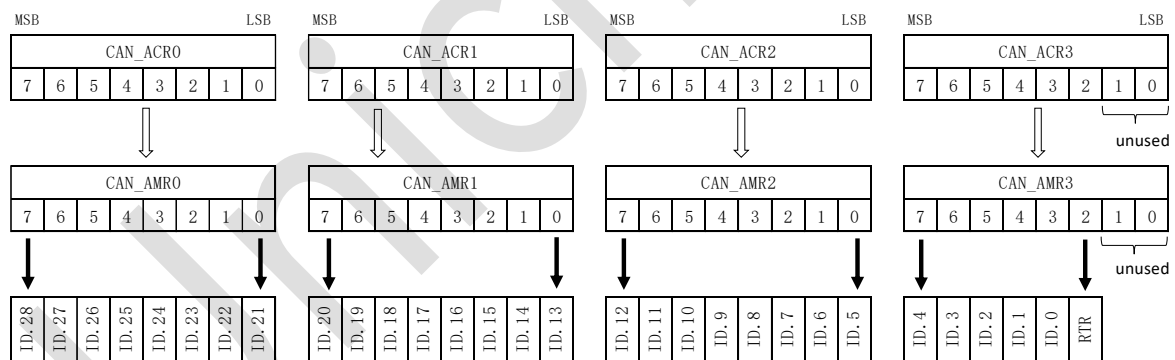 MSB LSB MSB LSB MSB LSB MSB LSB
CAN_ACR0 CAN_ACR1 CAN_ACR2 CAN_ACR3
7 6 5 4 3 2 1 0 7 6 5 4 3 2 1 0 7 6 5 4 3 2 1 0 7 6 5 4 3 2 1 0
unused
CAN_AMR0 CAN_AMR1 CAN_AMR2 CAN_AMR3
7 6 5 4 3 2 1 0 7 6 5 4 3 2 1 0 7 6 5 4 3 2 1 0 7 6 5 4 3 2 1 0
unused
ID.28 ID.27 ID.26 ID.25 ID.24 ID.23 ID.22 ID.21 ID.20 ID.19 ID.18 ID.17 ID.16 ID.15 ID.14 ID.13 ID.12 ID.11 ID.10 ID.9 ID.8 ID.7 ID.6 ID.5 ID.4 ID.3 ID.2 ID.1 ID.0 RTR